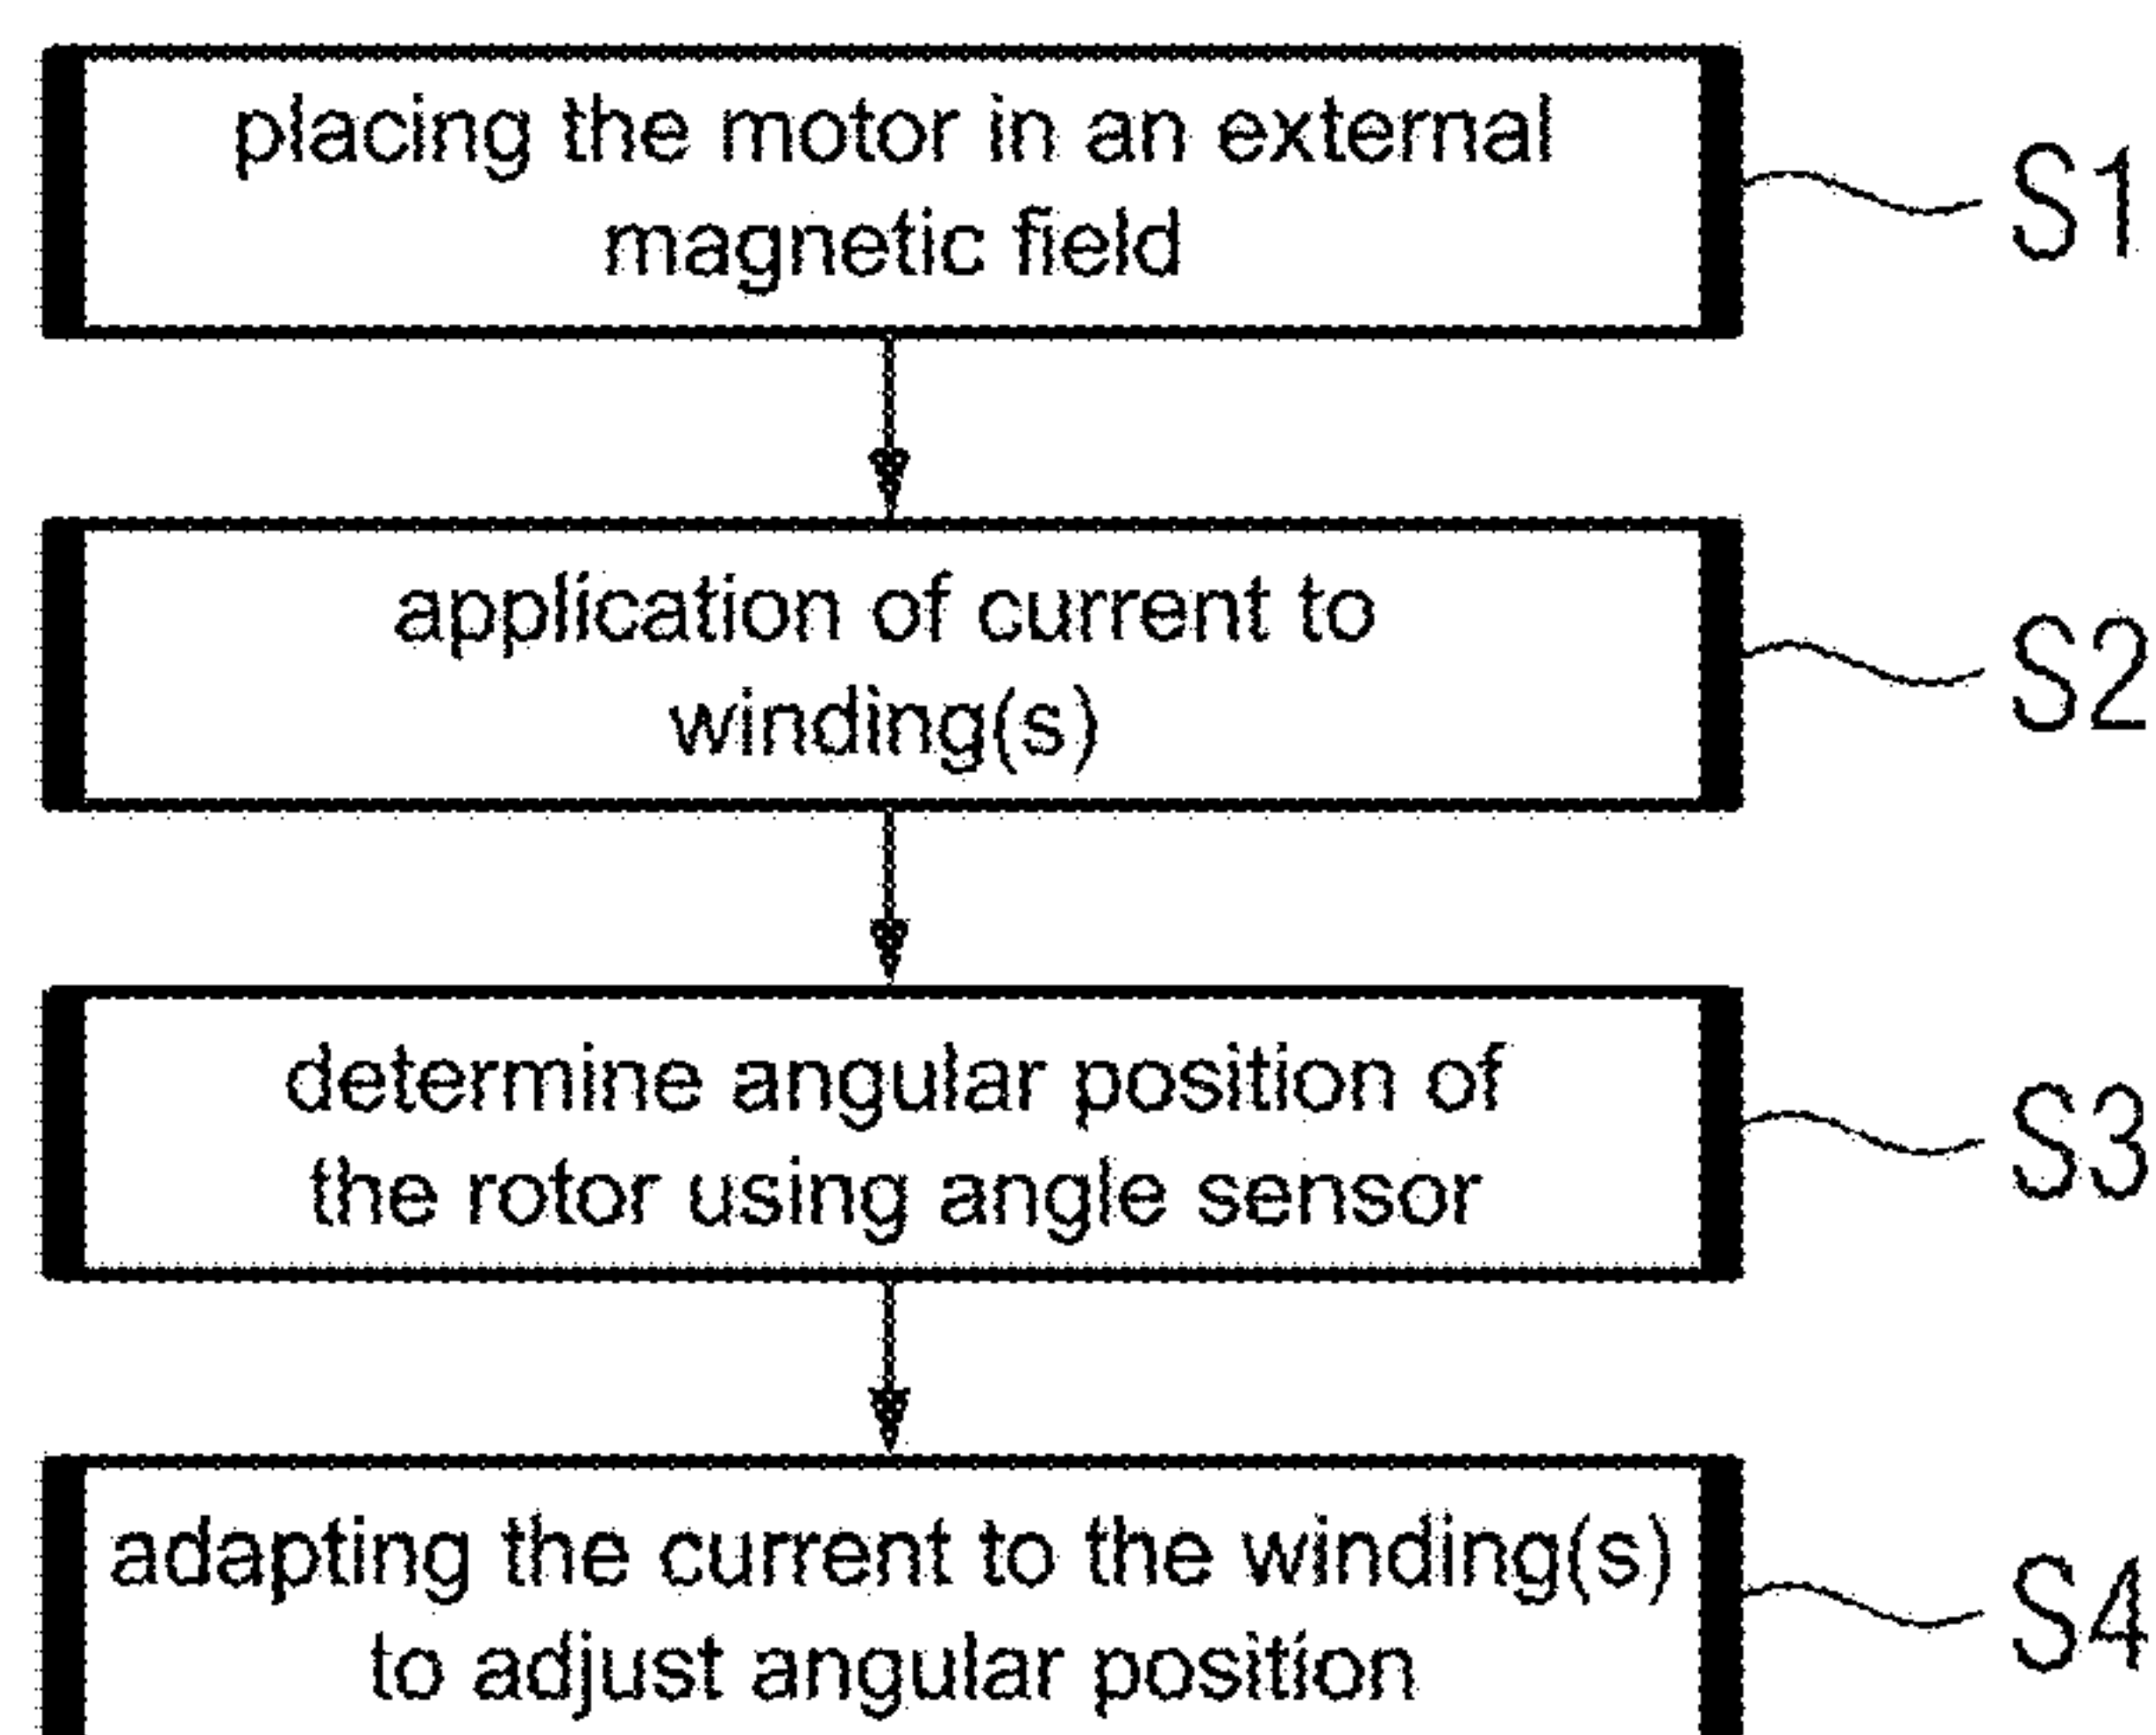 placing the motor in an external
magnetic field
S1
application of current to
winding(s)
S2
determine angular position of
the rotor using angle sensor
S3
adapting the current to the winding(s)
to adjust angular position
S4